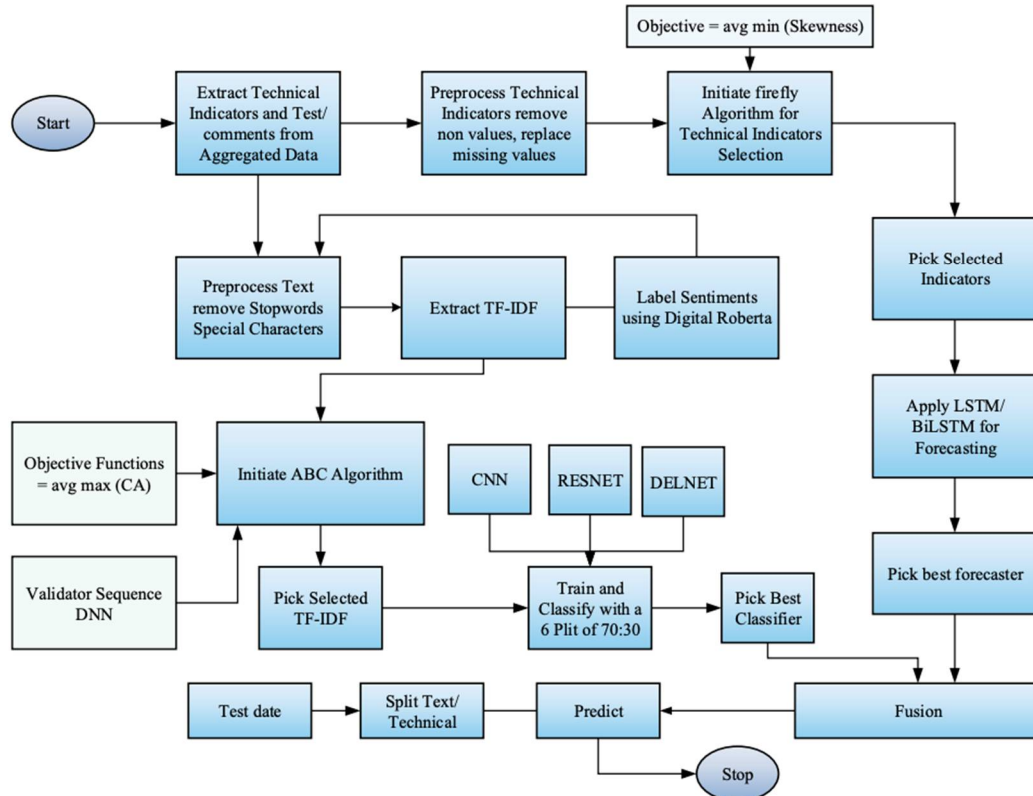 Objective = avg min (Skewness)
Start
Extract Technical
Indicators and Test/
comments from
Aggregated Data
Preprocess Technical
Indicators remove
non values, replace
missing values
Initiate firefly
Algorithm for
Technical Indicators
Selection
Pick Selected
Indicators
Preprocess Text
remove Stopwords
Special Characters
Extract TF-IDF
Label Sentiments
using Digital Roberta
Apply LSTM/
BiLSTM for
Forecasting
Objective Functions
= avg max (CA)
Initiate ABC Algorithm
CNN
RESNET
DELNET
Validator Sequence
DNN
Pick Selected
TF-IDF
Train and
Classify with a
6 Plit of 70:30
Pick Best
Classifier
Pick best forecaster
Test date
Split Text/
Technical
Predict
Fusion
Stop